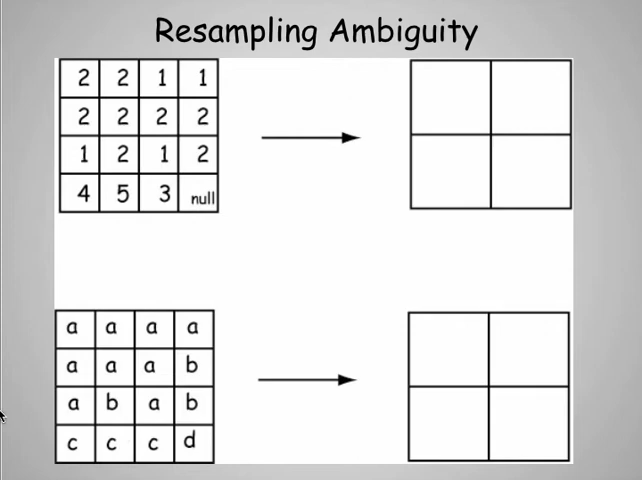 Resampling Ambiguity
2 2 1 1
2 2 2 2
1 2 1 2
4 5 3 null
a a a a
a a a b
a b a b
c c c d